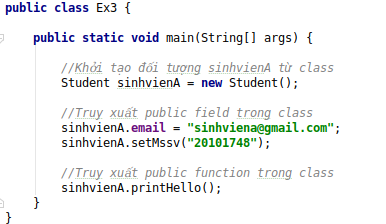 public class Ex3 {
public static void main(String[] args) {
//Khởi tạo đối tượng sinhvienA từ class
Student sinhvienA = new Student();
//Truy xuất public field trong class
sinhvienA.email = "sinhviena@gmail.com";
sinhvienA.setMssv("20101748");
//Truy xuất public function trong class
sinhvienA.printHello();
}
}